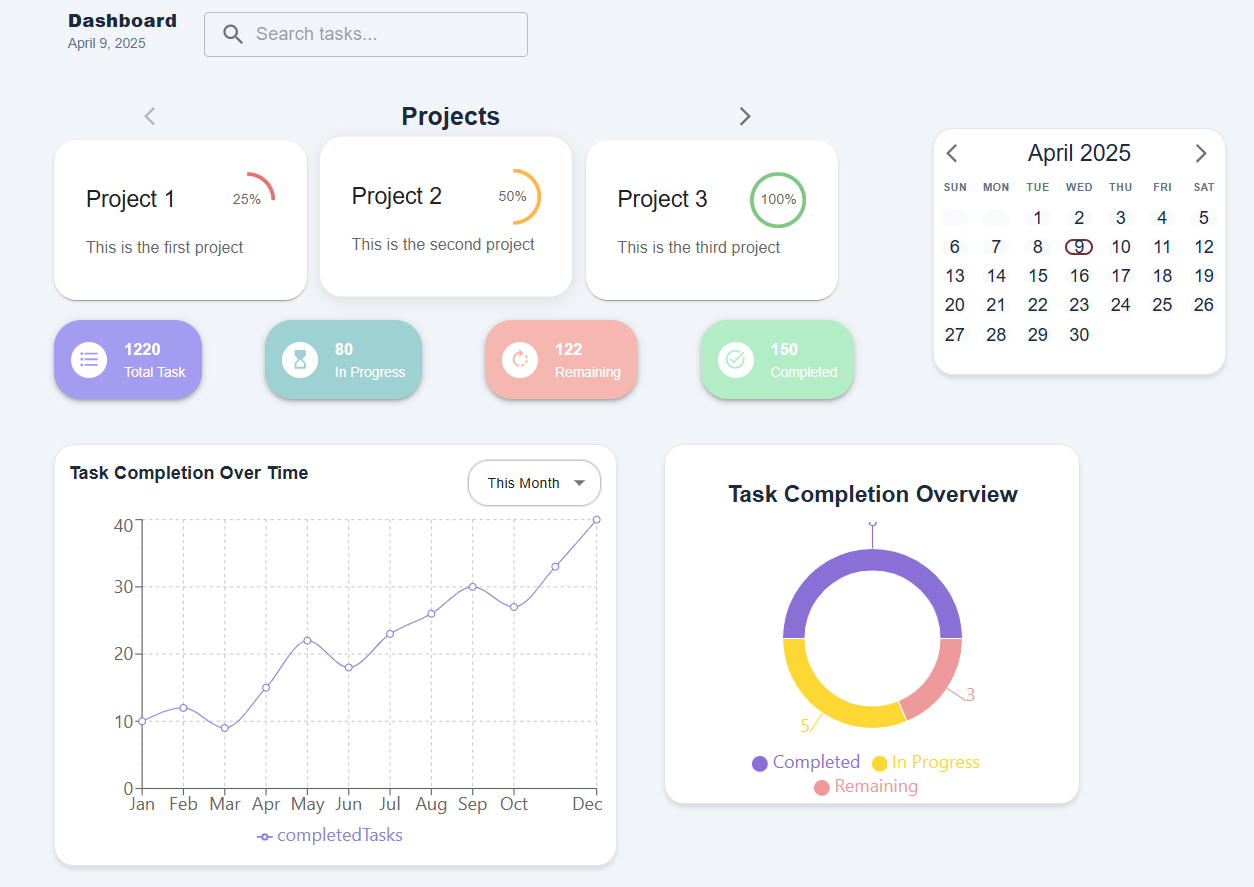 Dashboard
April 9, 2025
Search tasks...
Projects
Project 1
25%
This is the first project
Project 2
50%
This is the second project
Project 3
100%
This is the third project
April 2025
SUN MON TUE WED THU FRI SAT
1 2 3 4 5
6 7 8 9 10 11 12
13 14 15 16 17 18 19
20 21 22 23 24 25 26
27 28 29 30
1220
Total Task
80
In Progress
122
Remaining
150
Completed
Task Completion Over Time
This Month
40
30
20
10
0
Jan Feb Mar Apr May Jun Jul Aug Sep Oct Dec
completedTasks
Task Completion Overview
3
5
Completed In Progress
Remaining